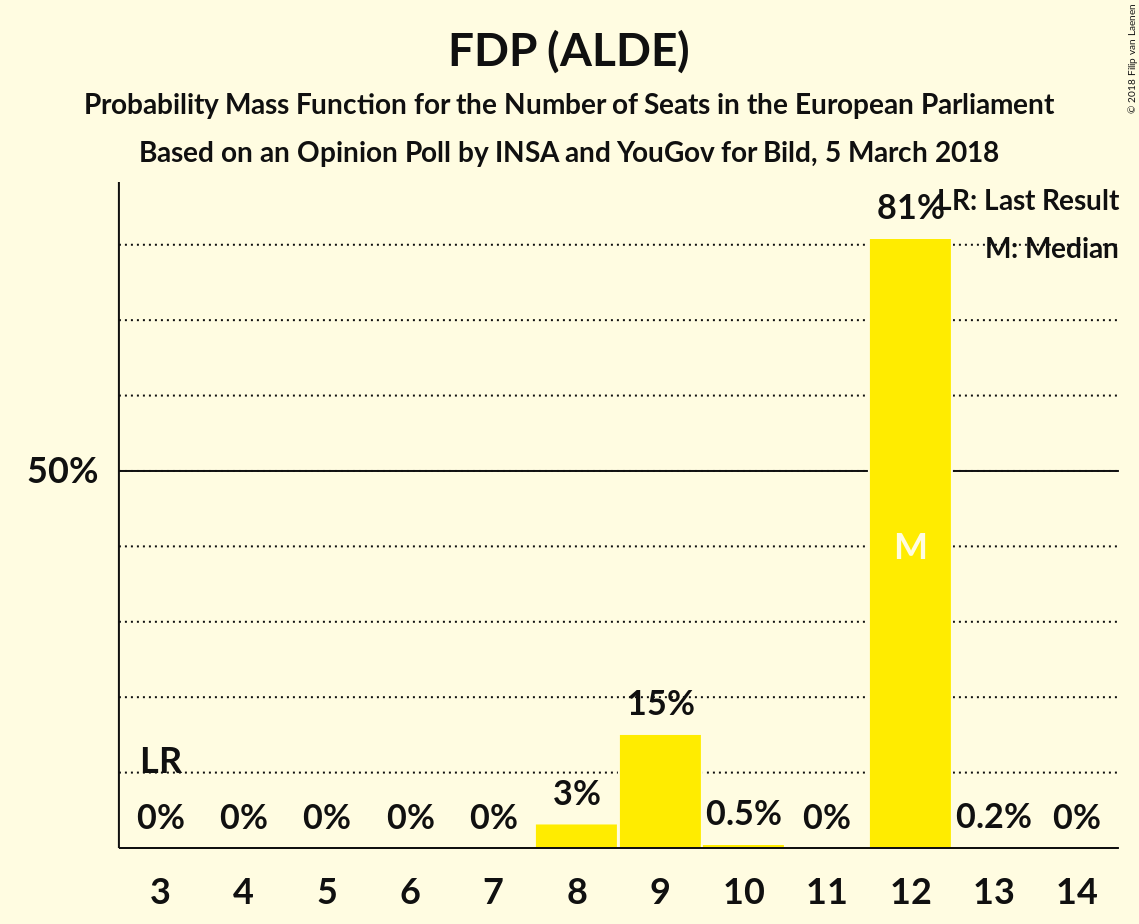 FDP (ALDE)
Probability Mass Function for the Number of Seats in the European Parliament
Based on an Opinion Poll by INSA and YouGov for Bild, 5 March 2018
© 2018 Filip van Laenen
LR: Last Result
M: Median
81%
50%
M
15%
LR
0% 0% 0% 0% 0% 3% 0.5% 0% 0.2% 0%
3 4 5 6 7 8 9 10 11 12 13 14